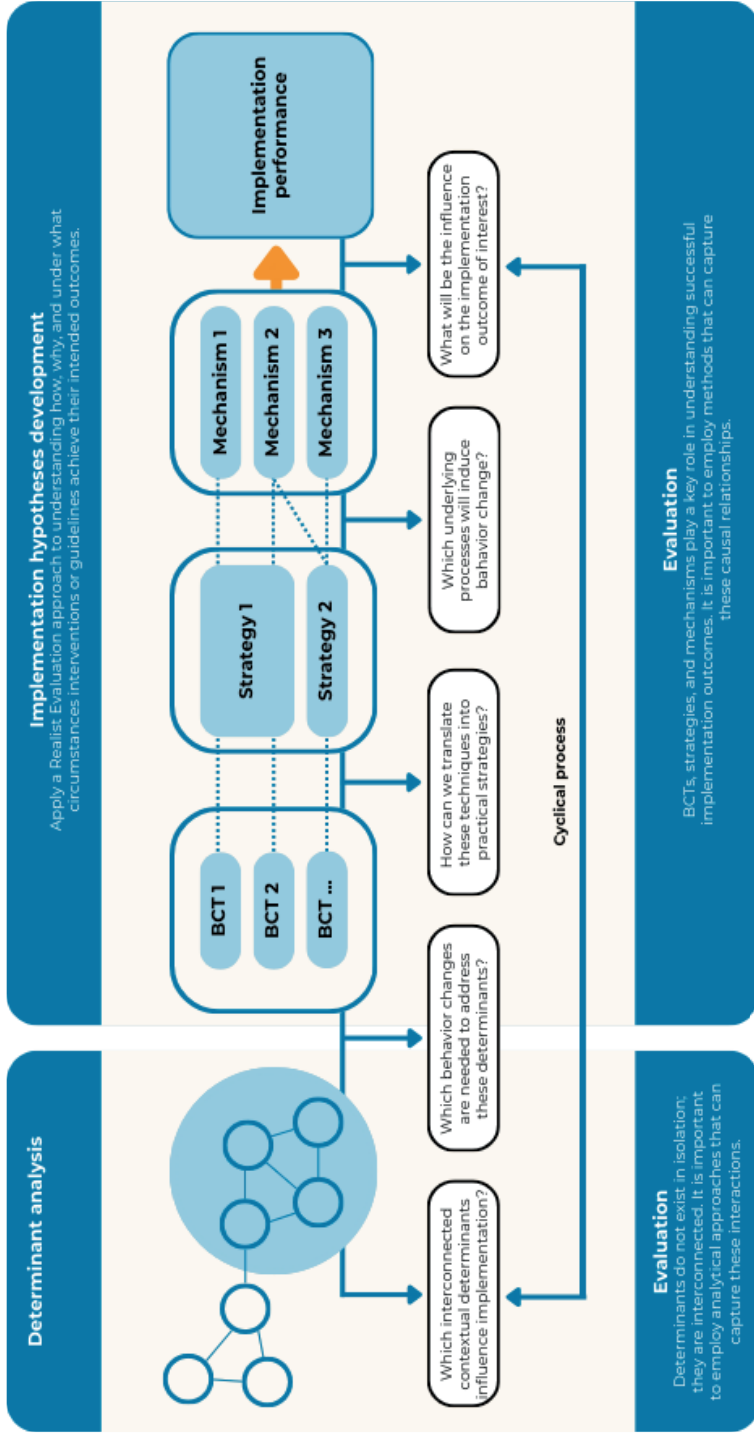 Determinant analysis
Implementation hypotheses development
Apply a Realist Evaluation approach to understanding how, why, and under what
circumstances interventions or guidelines achieve their intended outcomes.
BCT 1
BCT 2
BCT ...
Strategy 1
Strategy 2
Mechanism 1
Mechanism 2
Mechanism 3
Implementation
performance
Which interconnected
contextual determinants
influence implementation?
Which behavior changes
are needed to address
these determinants?
How can we translate
these techniques into
practical strategies?
Which underlying
processes will induce
bahavior change?
What will be the influence
on the implementation
outcome of interest?
Cyclical process
Evaluation
Determinants do not exist in isolation;
they are interconnected. It is important
to employ analytical approaches that can
capture these interactions.
Evaluation
BCTs, strategies, and mechanisms play a key role in understanding successful
implementation outcomes. It is important to employ methods that can capture
these causal relationships.